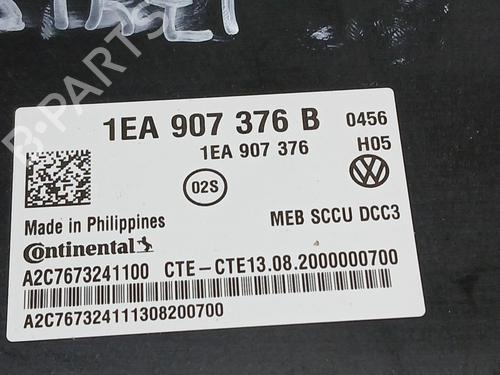 1EA 907 376 B 0456
1EA 907 376 H05
02S
Made in Philippines MEB SCCU DCC3
Continental
A2C7673241100 CTE-CTE13.08.2000000700
A2C767324111308200700
B-PARTS